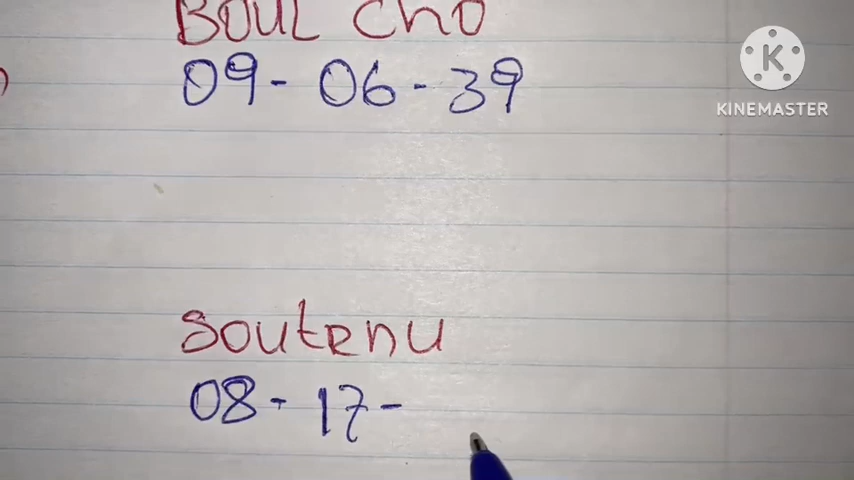 BOUL CHO
09 - 06 - 39
soutenu
08 - 17 -
K
KINEMASTER